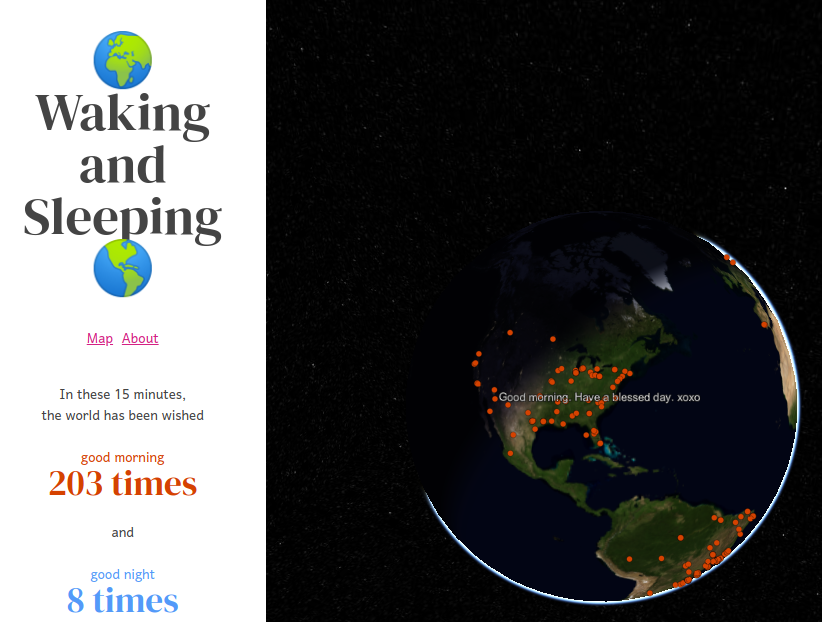 Waking
and
Sleeping
Map About
In these 15 minutes,
the world has been wished
good morning
203 times
and
good night
8 times
Good morning. Have a blessed day. xoxo